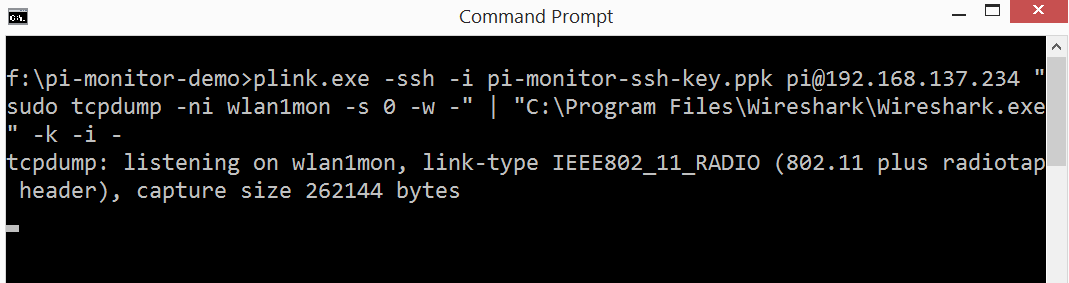 Command Prompt
f:\pi-monitor-demo>plink.exe -ssh -i pi-monitor-ssh-key.ppk pi@192.168.137.234 "
sudo tcpdump -ni wlan1mon -s 0 -w -" | "C:\Program Files\Wireshark\Wireshark.exe
" -k -i -
tcpdump: listening on wlan1mon, link-type IEEE802_11_RADIO (802.11 plus radiotap
 header), capture size 262144 bytes